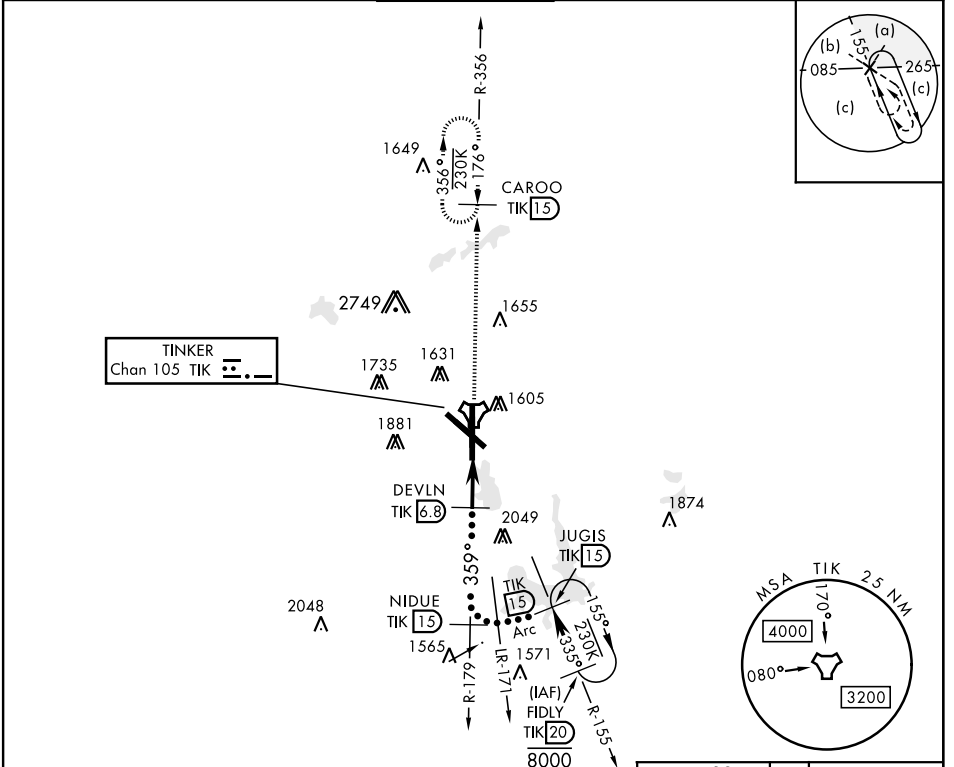 R-356
(a)
(b)
155°
085
265
(c)
(c)
1649
356°
230K
176°
CAROO
TIK 15
2749
1655
TINKER
Chan 105 TIK
1735
1631
1605
1881
DEVLN
TIK 6.8
2049
1874
JUGIS
TIK 15
359°
TIK
15
Arc
NIDUE
TIK 15
2048
1565
1571
155°
230K
335°
R-179
LR-171
(IAF)
FIDLY
TIK 20
8000
R-155
MSA TIK 25 NM
170°
4000
080°
3200